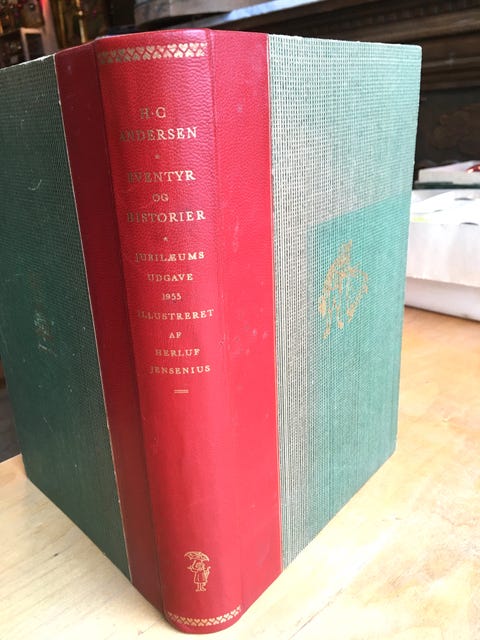 H·C
ANDERSEN
EVENTYR
OG
HISTORIER
JUBILÆUMS
UDGAVE
1955
ILLUSTRERET
AF
HERLUF
JENSENIUS